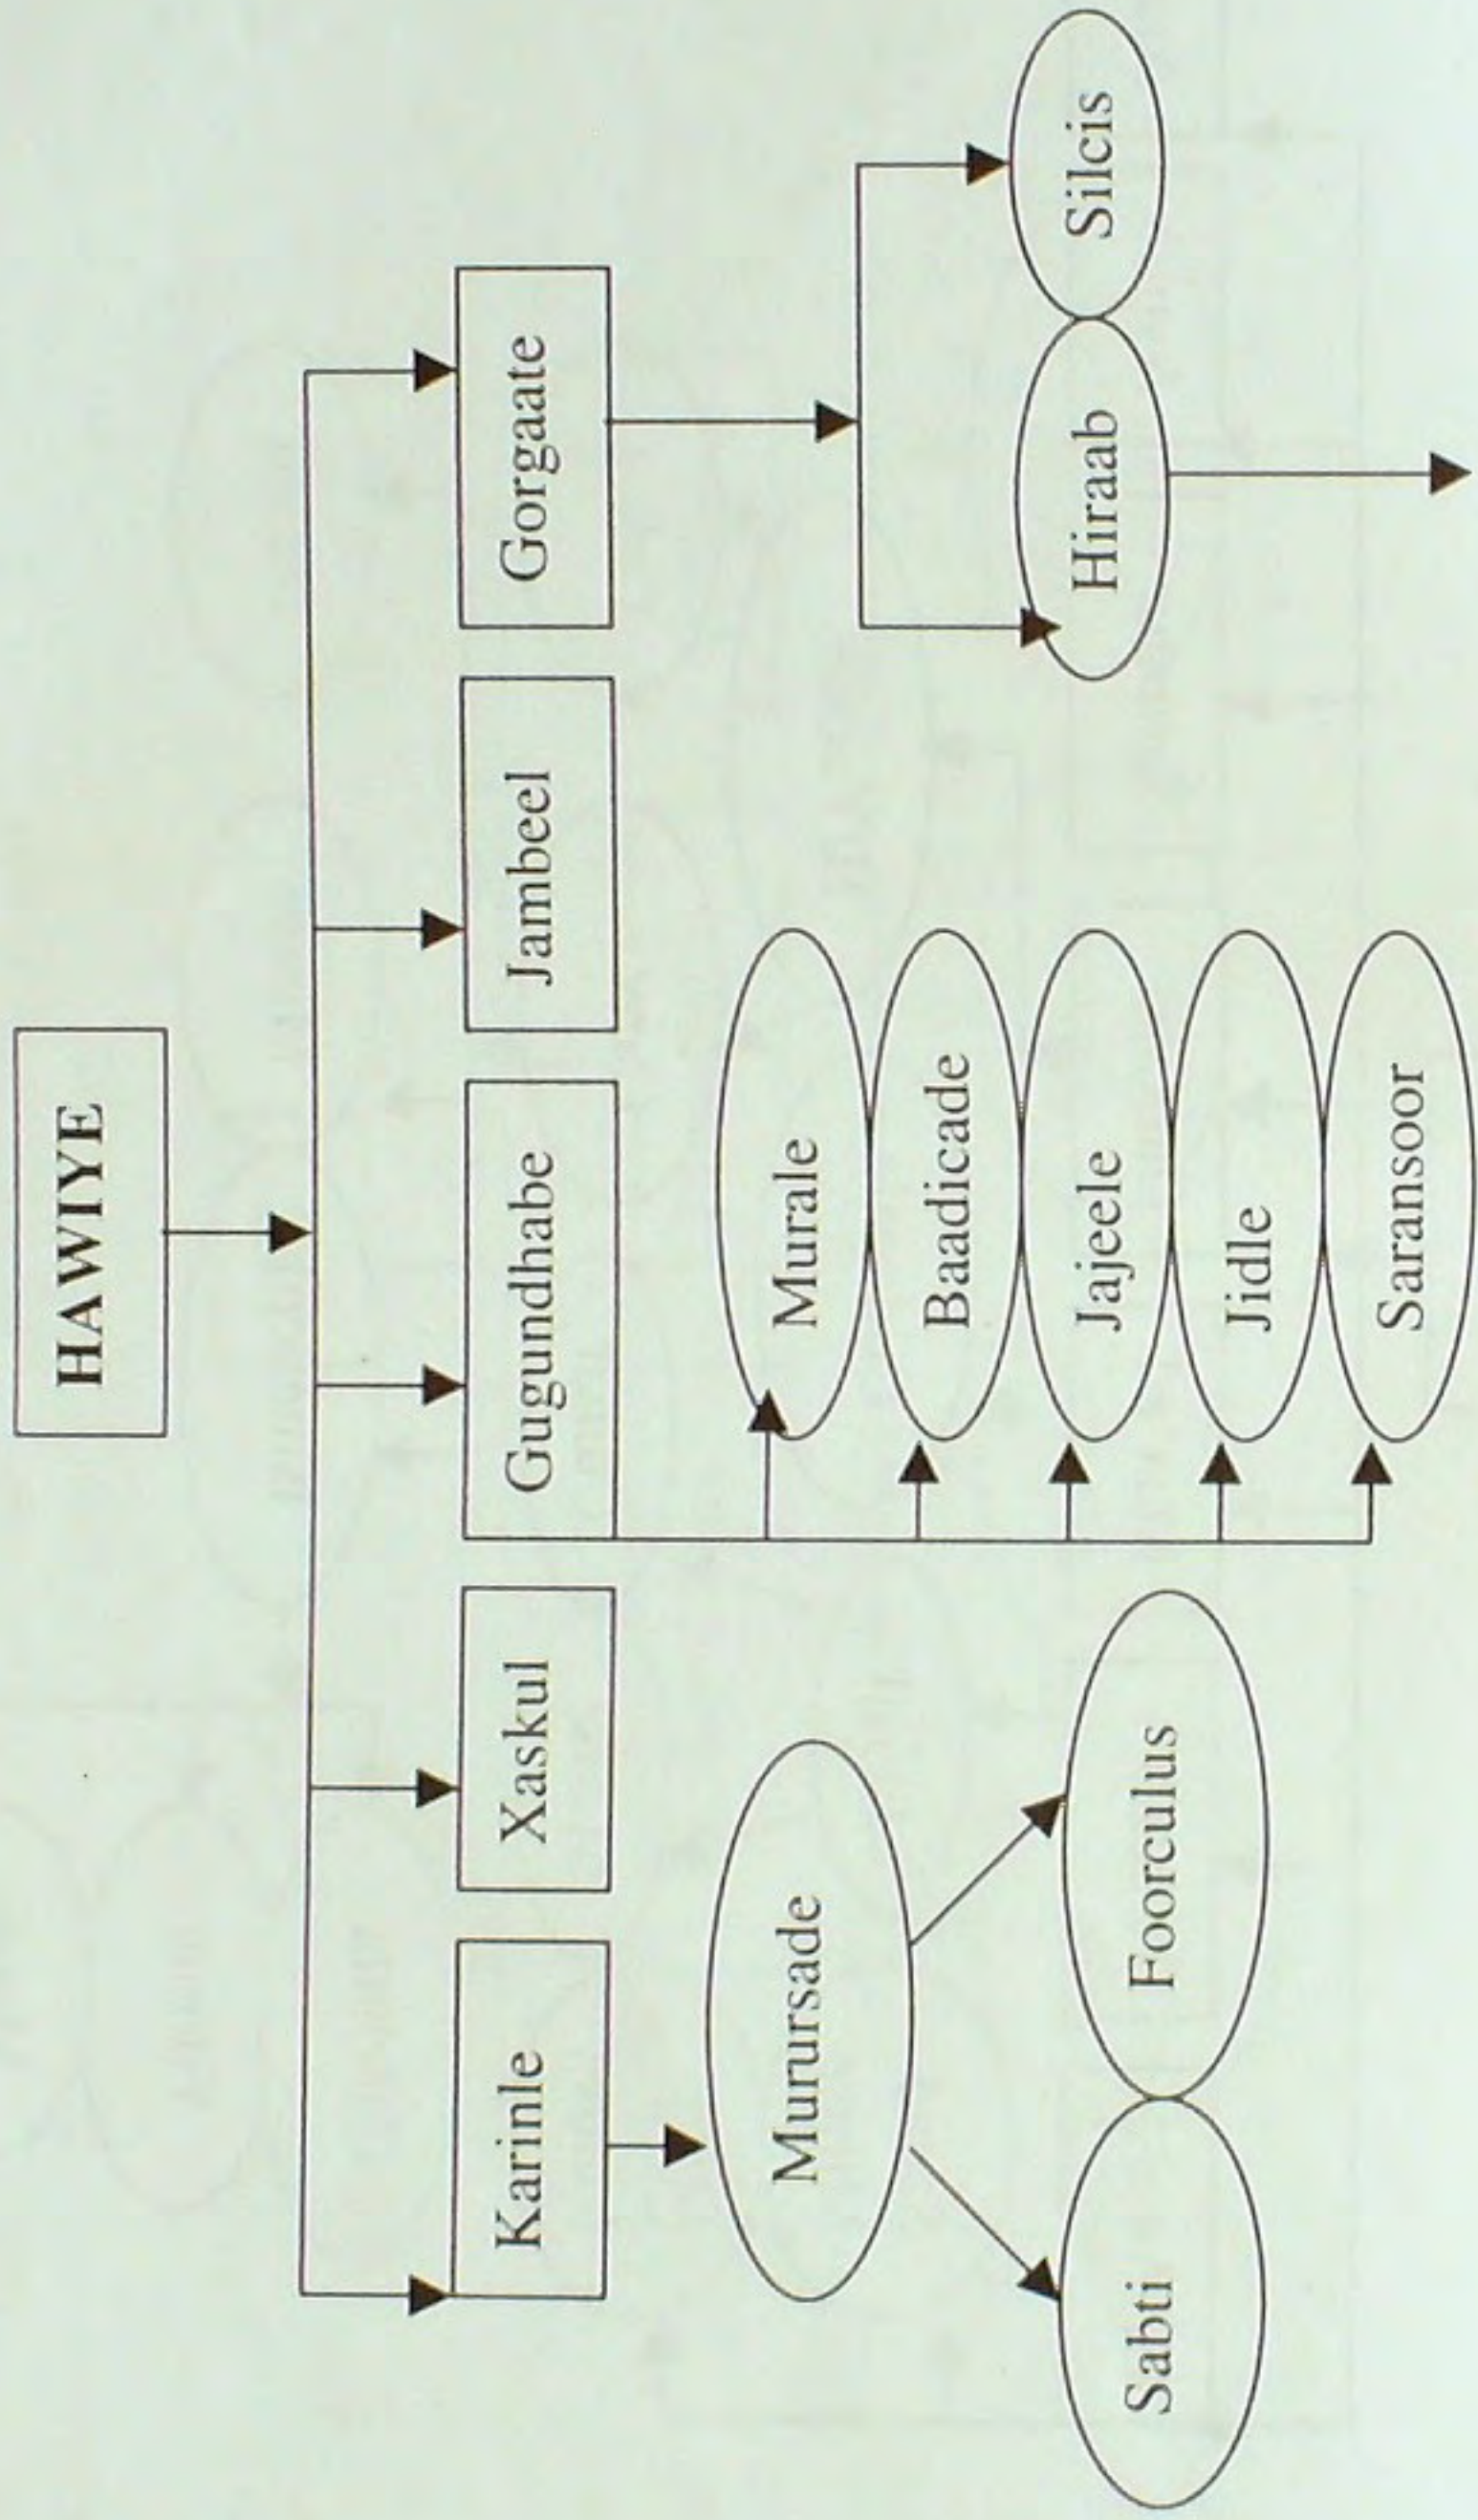 HAWIYE
Karinle
Xaskul
Gugundhabe
Jambeel
Gorgaate
Murursade
Sabti
Foorculus
Murale
Baadicade
Jajeele
Jidle
Saransoor
Hiraab
Silcis